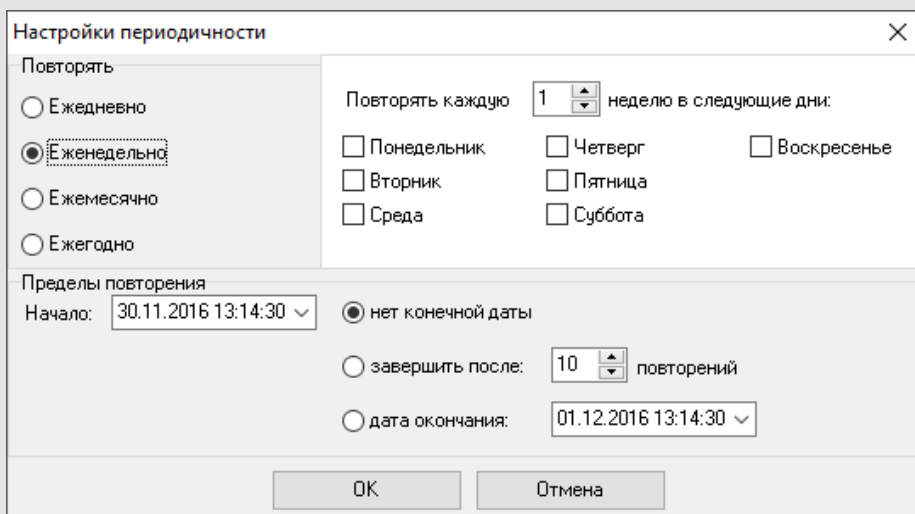 Настройки периодичности
Повторять
Ежедневно
Еженедельно
Ежемесячно
Ежегодно
Повторять каждую 1 неделю в следующие дни:
Понедельник Четверг Воскресенье
Вторник Пятница
Среда Суббота
Пределы повторения
Начало: 30.11.2016 13:14:30 нет конечной даты
завершить после: 10 повторений
дата окончания: 01.12.2016 13:14:30
OK Отмена